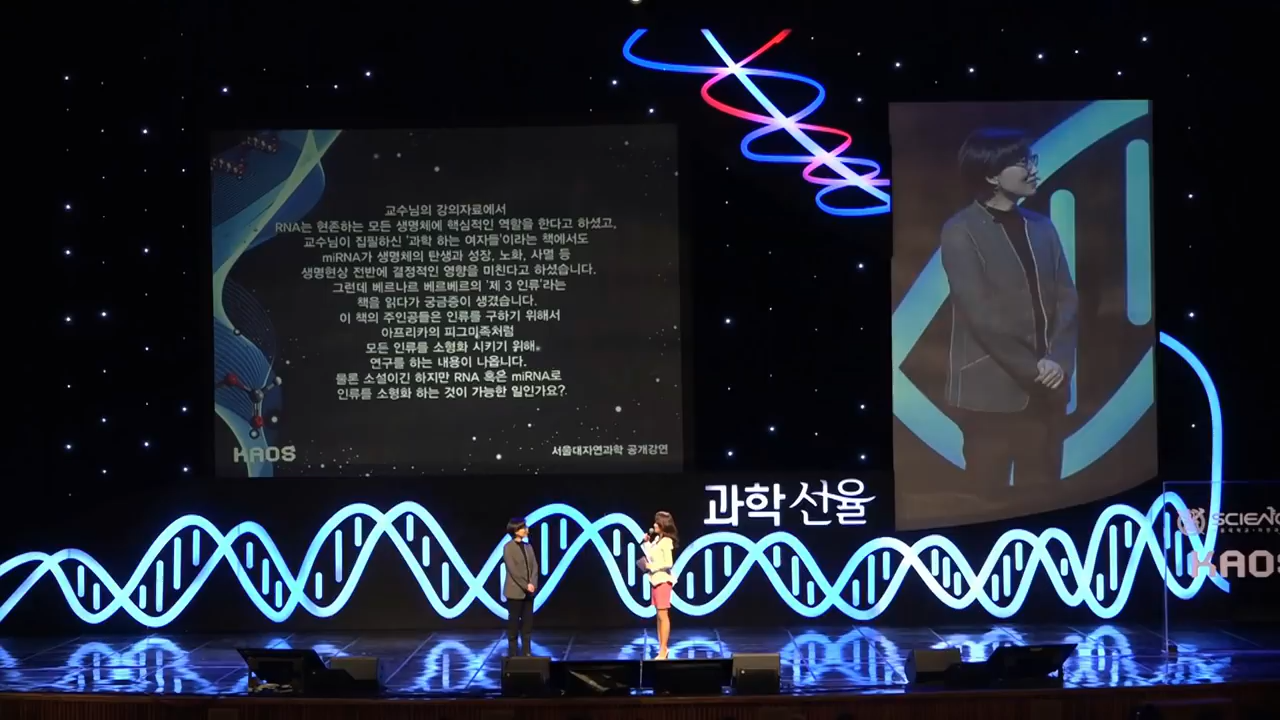 교수님의 강의자료에서
RNA는 현존하는 모든 생명체에 핵심적인 역할을 한다고 하셨고,
교수님이 집필하신 '과학 하는 여자들'이라는 책에서도
miRNA가 생명체의 탄생과 성장, 노화, 사멸 등
생명현상 전반에 결정적인 영향을 미친다고 하셨습니다.
그런데 베르나르 베르베르의 '제 3 인류'라는
책을 읽다가 궁금증이 생겼습니다.
이 책의 주인공들은 인류를 구하기 위해서
아프리카의 피그미족처럼
모든 인류를 소형화 시키기 위해
연구를 하는 내용이 나옵니다.
물론 소설이긴 하지만 RNA 혹은 miRNA로
인류를 소형화 하는 것이 가능한 일인가요?
KAOS
서울대자연과학 공개강연
과학 선율
SCIENC
KAOS